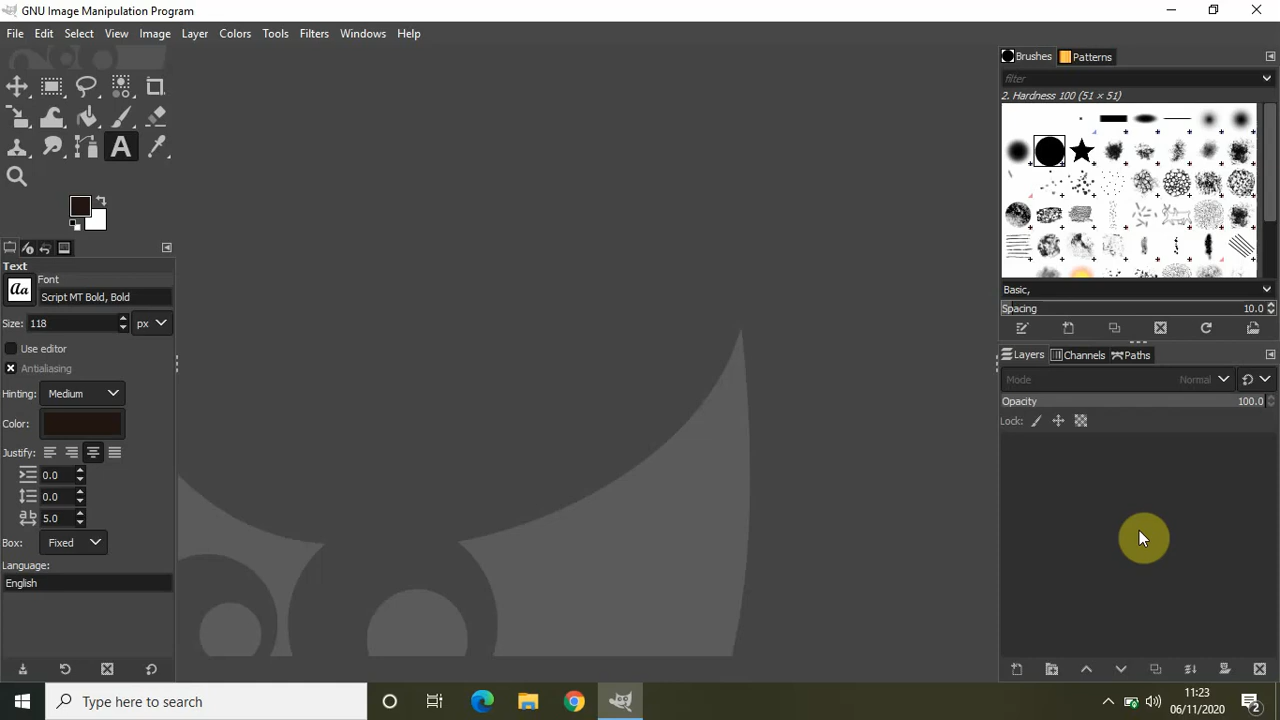 GNU Image Manipulation Program
File Edit Select View Image Layer Colors Tools Filters Windows Help
Brushes Patterns
filter
2. Hardness 100 (51 × 51)
A
Text
Font
Aa Script MT Bold, Bold
Size: 118 px
Use editor
Antialiasing
Hinting: Medium
Color:
Justify:
0.0
0.0
ab 5.0
Box: Fixed
Language:
English
Basic,
Spacing 10.0
Layers Channels Paths
Mode Normal
Opacity 100.0
Lock:
Type here to search
11:23
06/11/2020
2